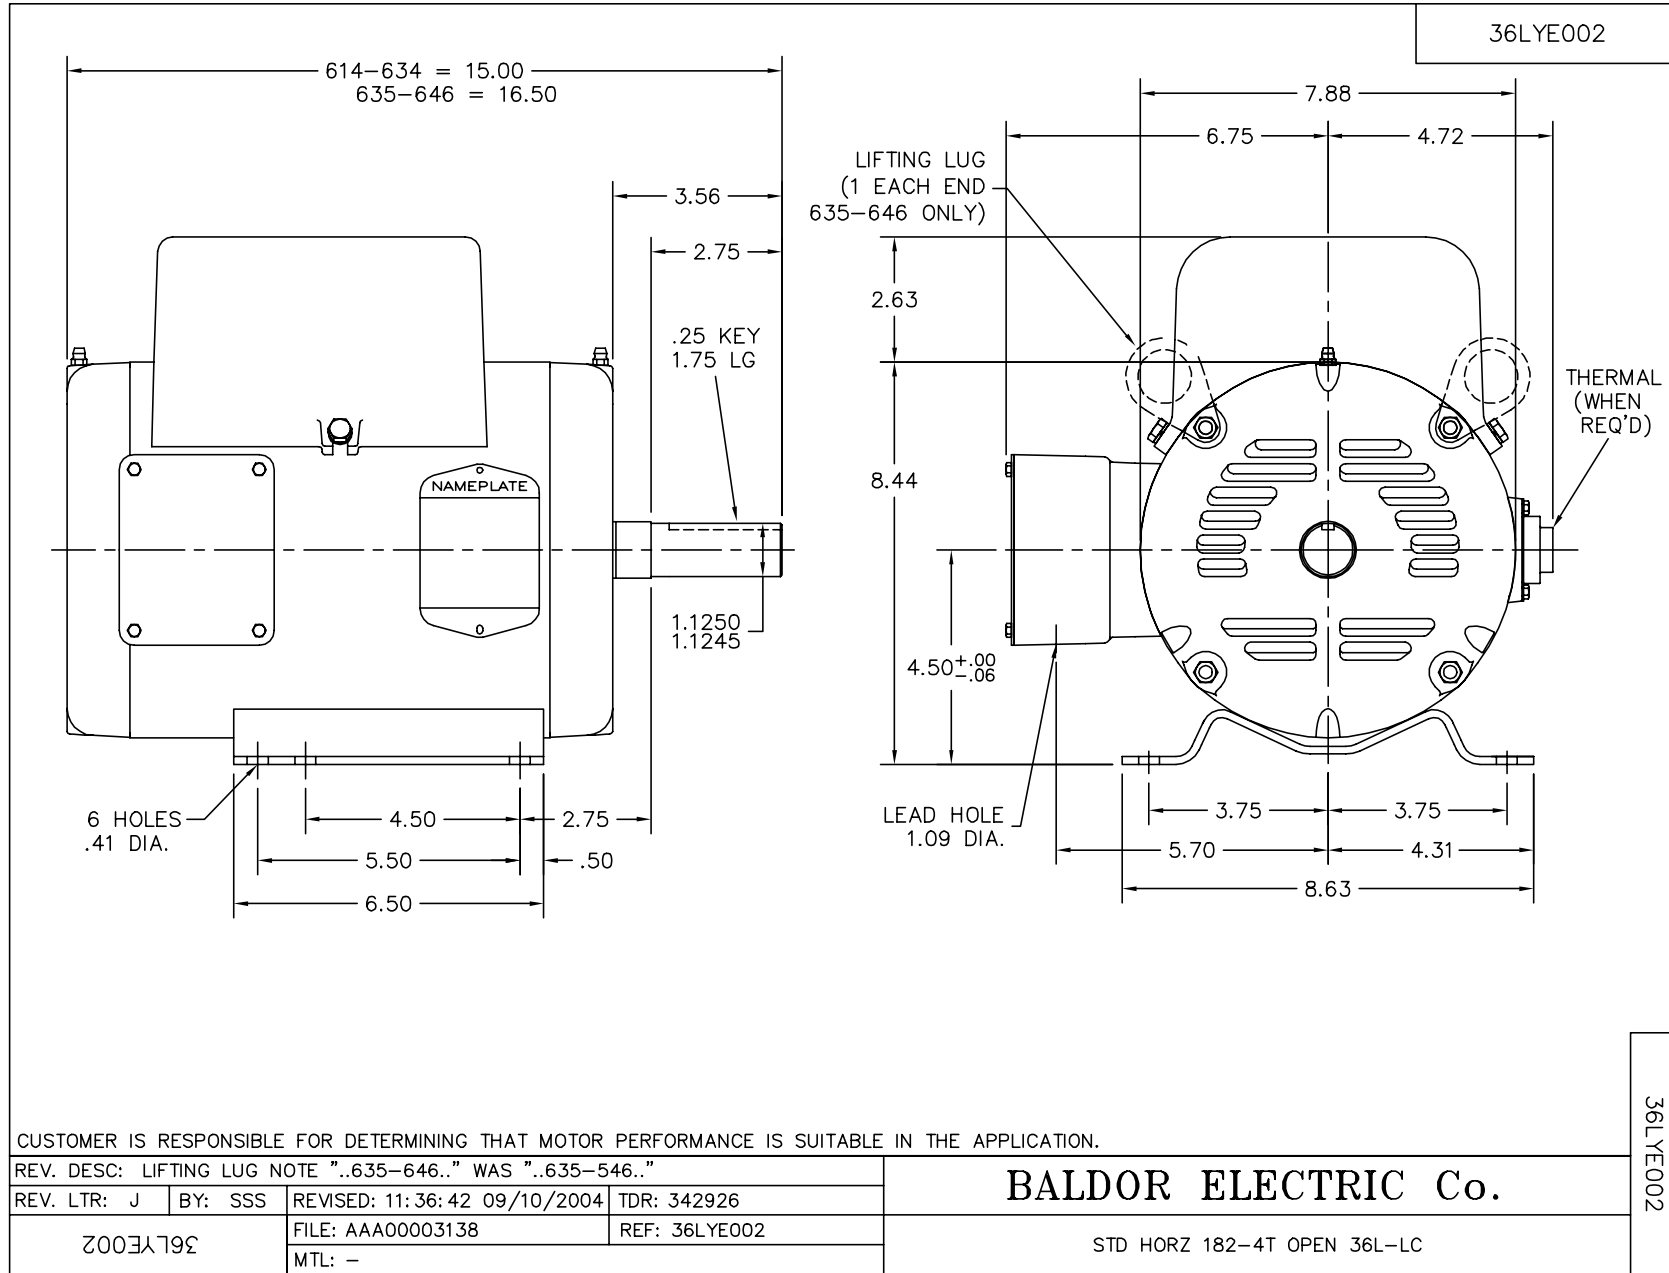 36LYE002
614-634 = 15.00
635-646 = 16.50
3.56
2.75
.25 KEY
1.75 LG
NAMEPLATE
1.1250
1.1245
6 HOLES
.41 DIA.
4.50
2.75
5.50
.50
6.50
7.88
6.75
4.72
LIFTING LUG
(1 EACH END
635-646 ONLY)
2.63
8.44
THERMAL
(WHEN
REQ'D)
4.50 +.00
-.06
LEAD HOLE
1.09 DIA.
3.75
3.75
5.70
4.31
8.63
36LYE002
CUSTOMER IS RESPONSIBLE FOR DETERMINING THAT MOTOR PERFORMANCE IS SUITABLE IN THE APPLICATION.
REV. DESC: LIFTING LUG NOTE "..635-646.." WAS "..635-546.."
REV. LTR: J
BY: SSS
REVISED: 11:36:42 09/10/2004
TDR: 342926
36LYE002
FILE: AAA00003138
REF: 36LYE002
MTL: -
BALDOR ELECTRIC Co.
STD HORZ 182-4T OPEN 36L-LC